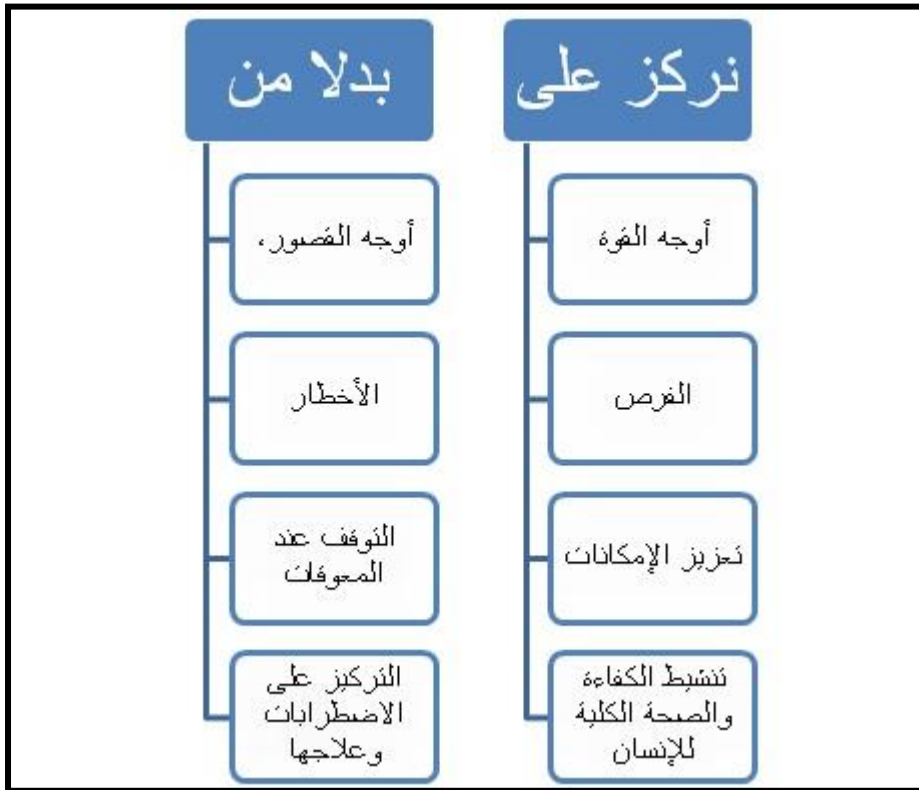 نركز على
أوجه القوة
الفرص
تعزيز الإمكانات
تنشيط الكفاءة
والصحة الكلية
للإنسان
بدلا من
أوجه القصور،
الأخطار
التوقف عند
المعوقات
التركيز على
الاضطرابات
وعلاجها